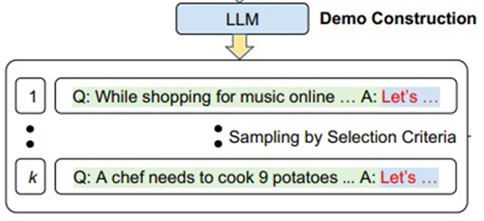 LLM
Demo Construction
1
Q: While shopping for music online … A: Let's …
Sampling by Selection Criteria
k
Q: A chef needs to cook 9 potatoes ... A: Let's …